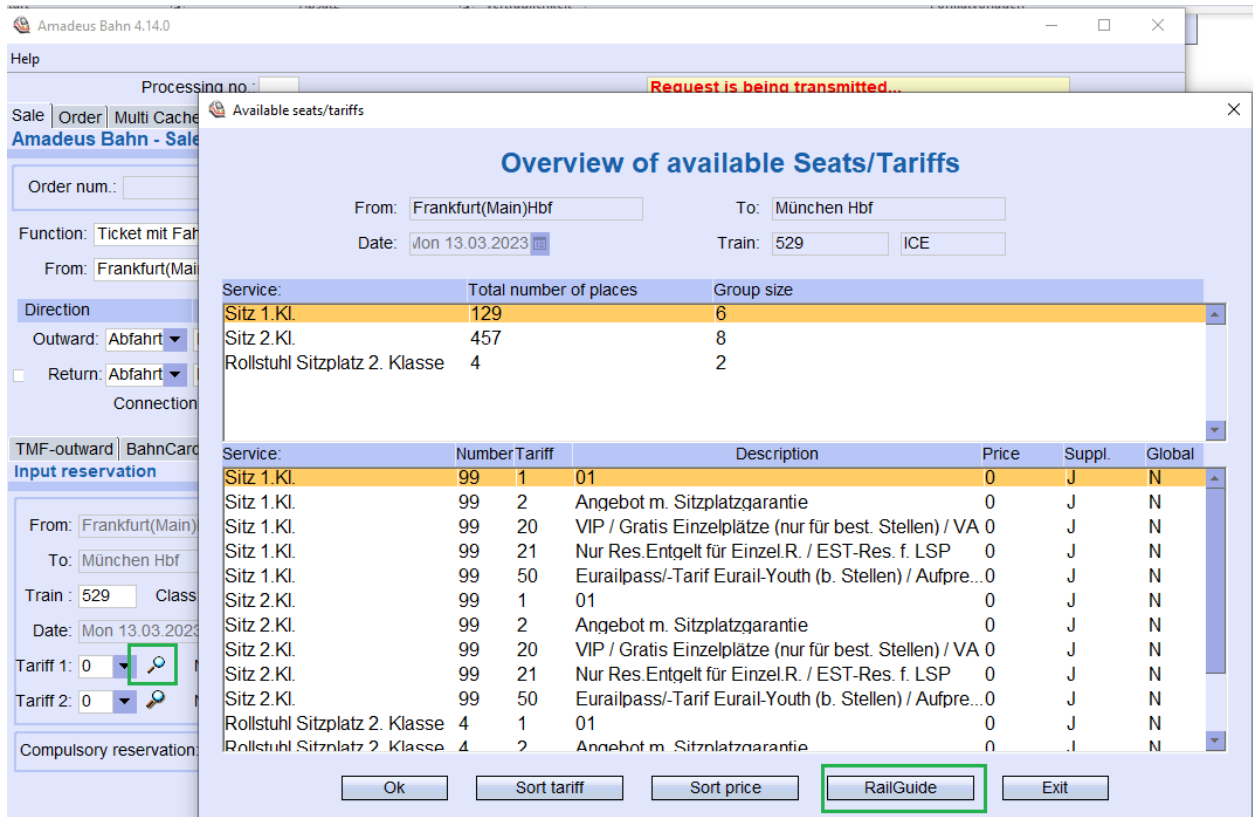 Amadeus Bahn 4.14.0
Help
Processing no.:
Request is being transmitted...
Sale Order Multi Cache
Amadeus Bahn - Sale
Order num.:
Function: Ticket mit Fah
From: Frankfurt(Mai
Direction
Outward: Abfahrt
Return: Abfahrt
Connection
TMF-outward BahnCard
Input reservation
From: Frankfurt(Main)
To: München Hbf
Train : 529 Class
Date: Mon 13.03.2023
Tariff 1: 0
Tariff 2: 0
Compulsory reservation:
Available seats/tariffs
Overview of available Seats/Tariffs
From: Frankfurt(Main)Hbf To: München Hbf
Date: Mon 13.03.2023 Train: 529 ICE
Service: Total number of places Group size
Sitz 1.Kl. 129 6
Sitz 2.Kl. 457 8
Rollstuhl Sitzplatz 2. Klasse 4 2
Service: Number Tariff Description Price Suppl. Global
Sitz 1.Kl. 99 1 01 0 J N
Sitz 1.Kl. 99 2 Angebot m. Sitzplatzgarantie 0 J N
Sitz 1.Kl. 99 20 VIP / Gratis Einzelplätze (nur für best. Stellen) / VA 0 J N
Sitz 1.Kl. 99 21 Nur Res.Entgelt für Einzel.R. / EST-Res. f. LSP 0 J N
Sitz 1.Kl. 99 50 Eurailpass/-Tarif Eurail-Youth (b. Stellen) / Aufpre... 0 J N
Sitz 2.Kl. 99 1 01 0 J N
Sitz 2.Kl. 99 2 Angebot m. Sitzplatzgarantie 0 J N
Sitz 2.Kl. 99 20 VIP / Gratis Einzelplätze (nur für best. Stellen) / VA 0 J N
Sitz 2.Kl. 99 21 Nur Res.Entgelt für Einzel.R. / EST-Res. f. LSP 0 J N
Sitz 2.Kl. 99 50 Eurailpass/-Tarif Eurail-Youth (b. Stellen) / Aufpre... 0 J N
Rollstuhl Sitzplatz 2. Klasse 4 1 01 0 J N
Rollstuhl Sitzplatz 2. Klasse 4 2 Angebot m. Sitzplatzgarantie 0 J N
Ok Sort tariff Sort price RailGuide Exit